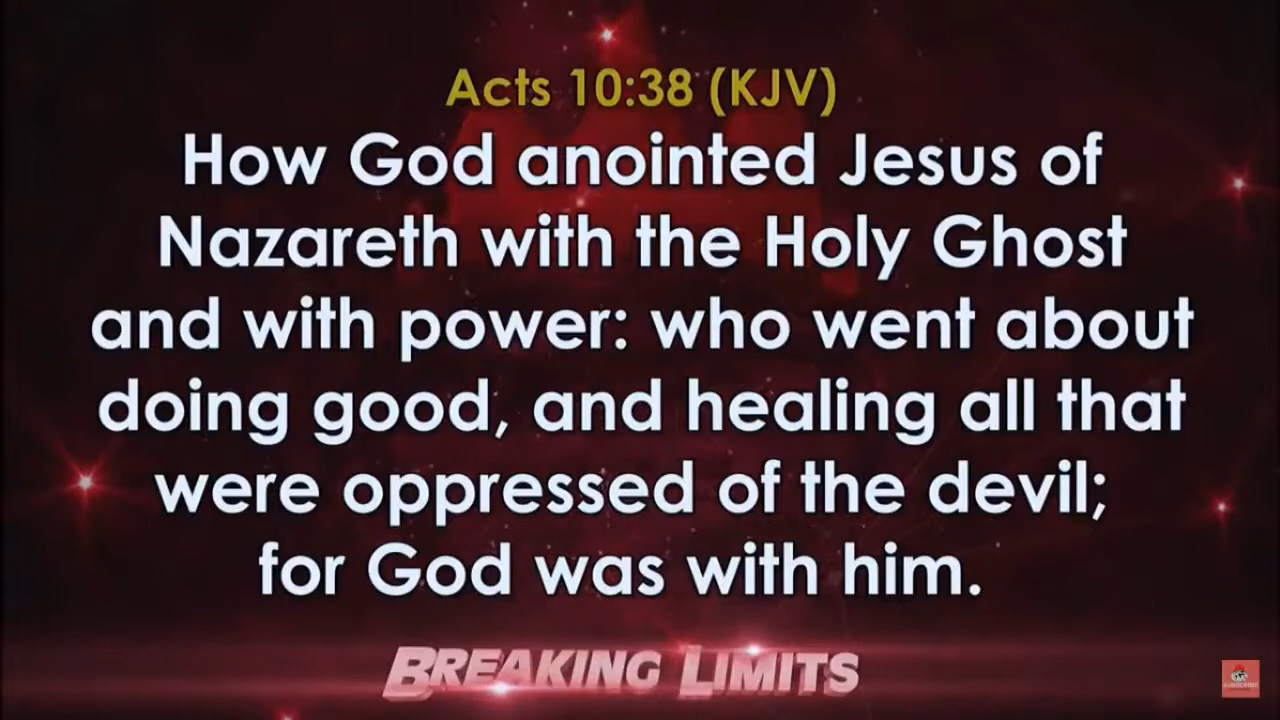 Acts 10:38 (KJV)
How God anointed Jesus of
Nazareth with the Holy Ghost
and with power: who went about
doing good, and healing all that
were oppressed of the devil;
for God was with him.
BREAKING LIMITS